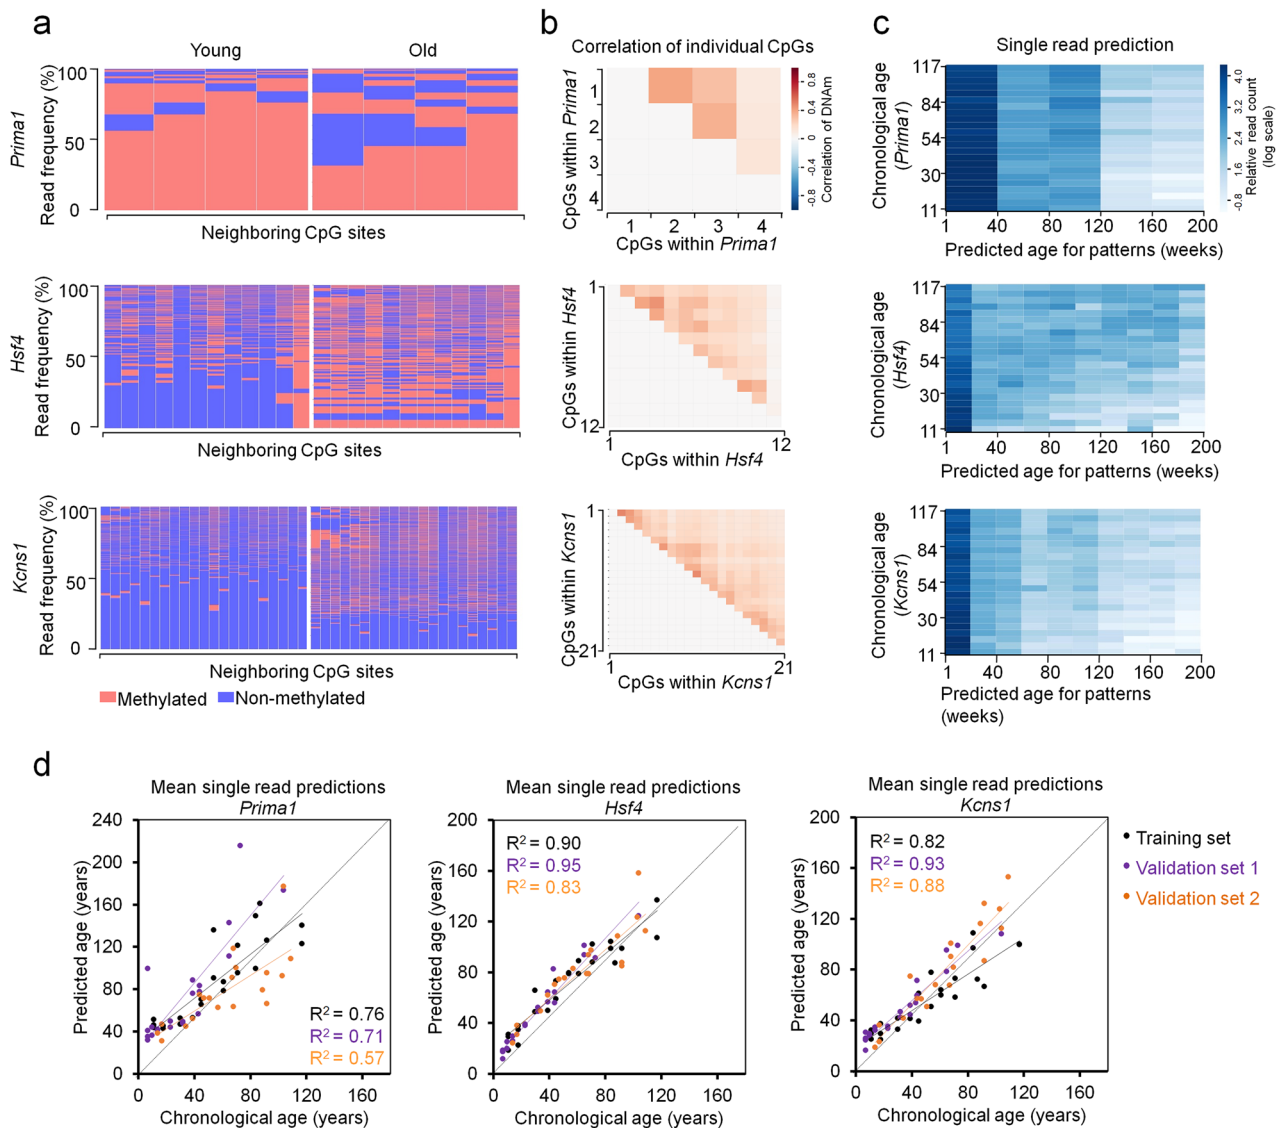 a
Young
Old
Prima1
Read frequency (%)
100
50
0
Neighboring CpG sites
Hsf4
Read frequency (%)
100
50
0
Neighboring CpG sites
Kcns1
Read frequency (%)
100
50
0
Neighboring CpG sites
Methylated
Non-methylated
b
Correlation of individual CpGs
CpGs within Prima1
1
1
2
3
4
1 2 3 4
CpGs within Prima1
0.8
0.4
0
-0.4
-0.8
Correlation of DNAm
CpGs within Hsf4
1
12
1 12
CpGs within Hsf4
CpGs within Kcns1
1
21
1 21
CpGs within Kcns1
c
Single read prediction
Chronological age
(Prima1)
117
84
54
30
11
1 40 80 120 160 200
Predicted age for patterns (weeks)
4.0
3.2
2.4
1.6
-0.8
Relative read count
(log scale)
Chronological age
(Hsf4)
117
84
54
30
11
1 40 80 120 160 200
Predicted age for patterns (weeks)
Chronological age
(Kcns1)
117
84
54
30
11
1 40 80 120 160 200
Predicted age for patterns
(weeks)
d
Mean single read predictions
Prima1
Predicted age (years)
240
200
160
120
80
40
0
R² = 0.76
R² = 0.71
R² = 0.57
0 40 80 120 160
Chronological age (years)
Mean single read predictions
Hsf4
Predicted age (years)
200
160
120
80
40
0
R² = 0.90
R² = 0.95
R² = 0.83
0 40 80 120 160
Chronological age (years)
Mean single read predictions
Kcns1
Predicted age (years)
200
160
120
80
40
0
R² = 0.82
R² = 0.93
R² = 0.88
0 40 80 120 160
Chronological age (years)
Training set
Validation set 1
Validation set 2